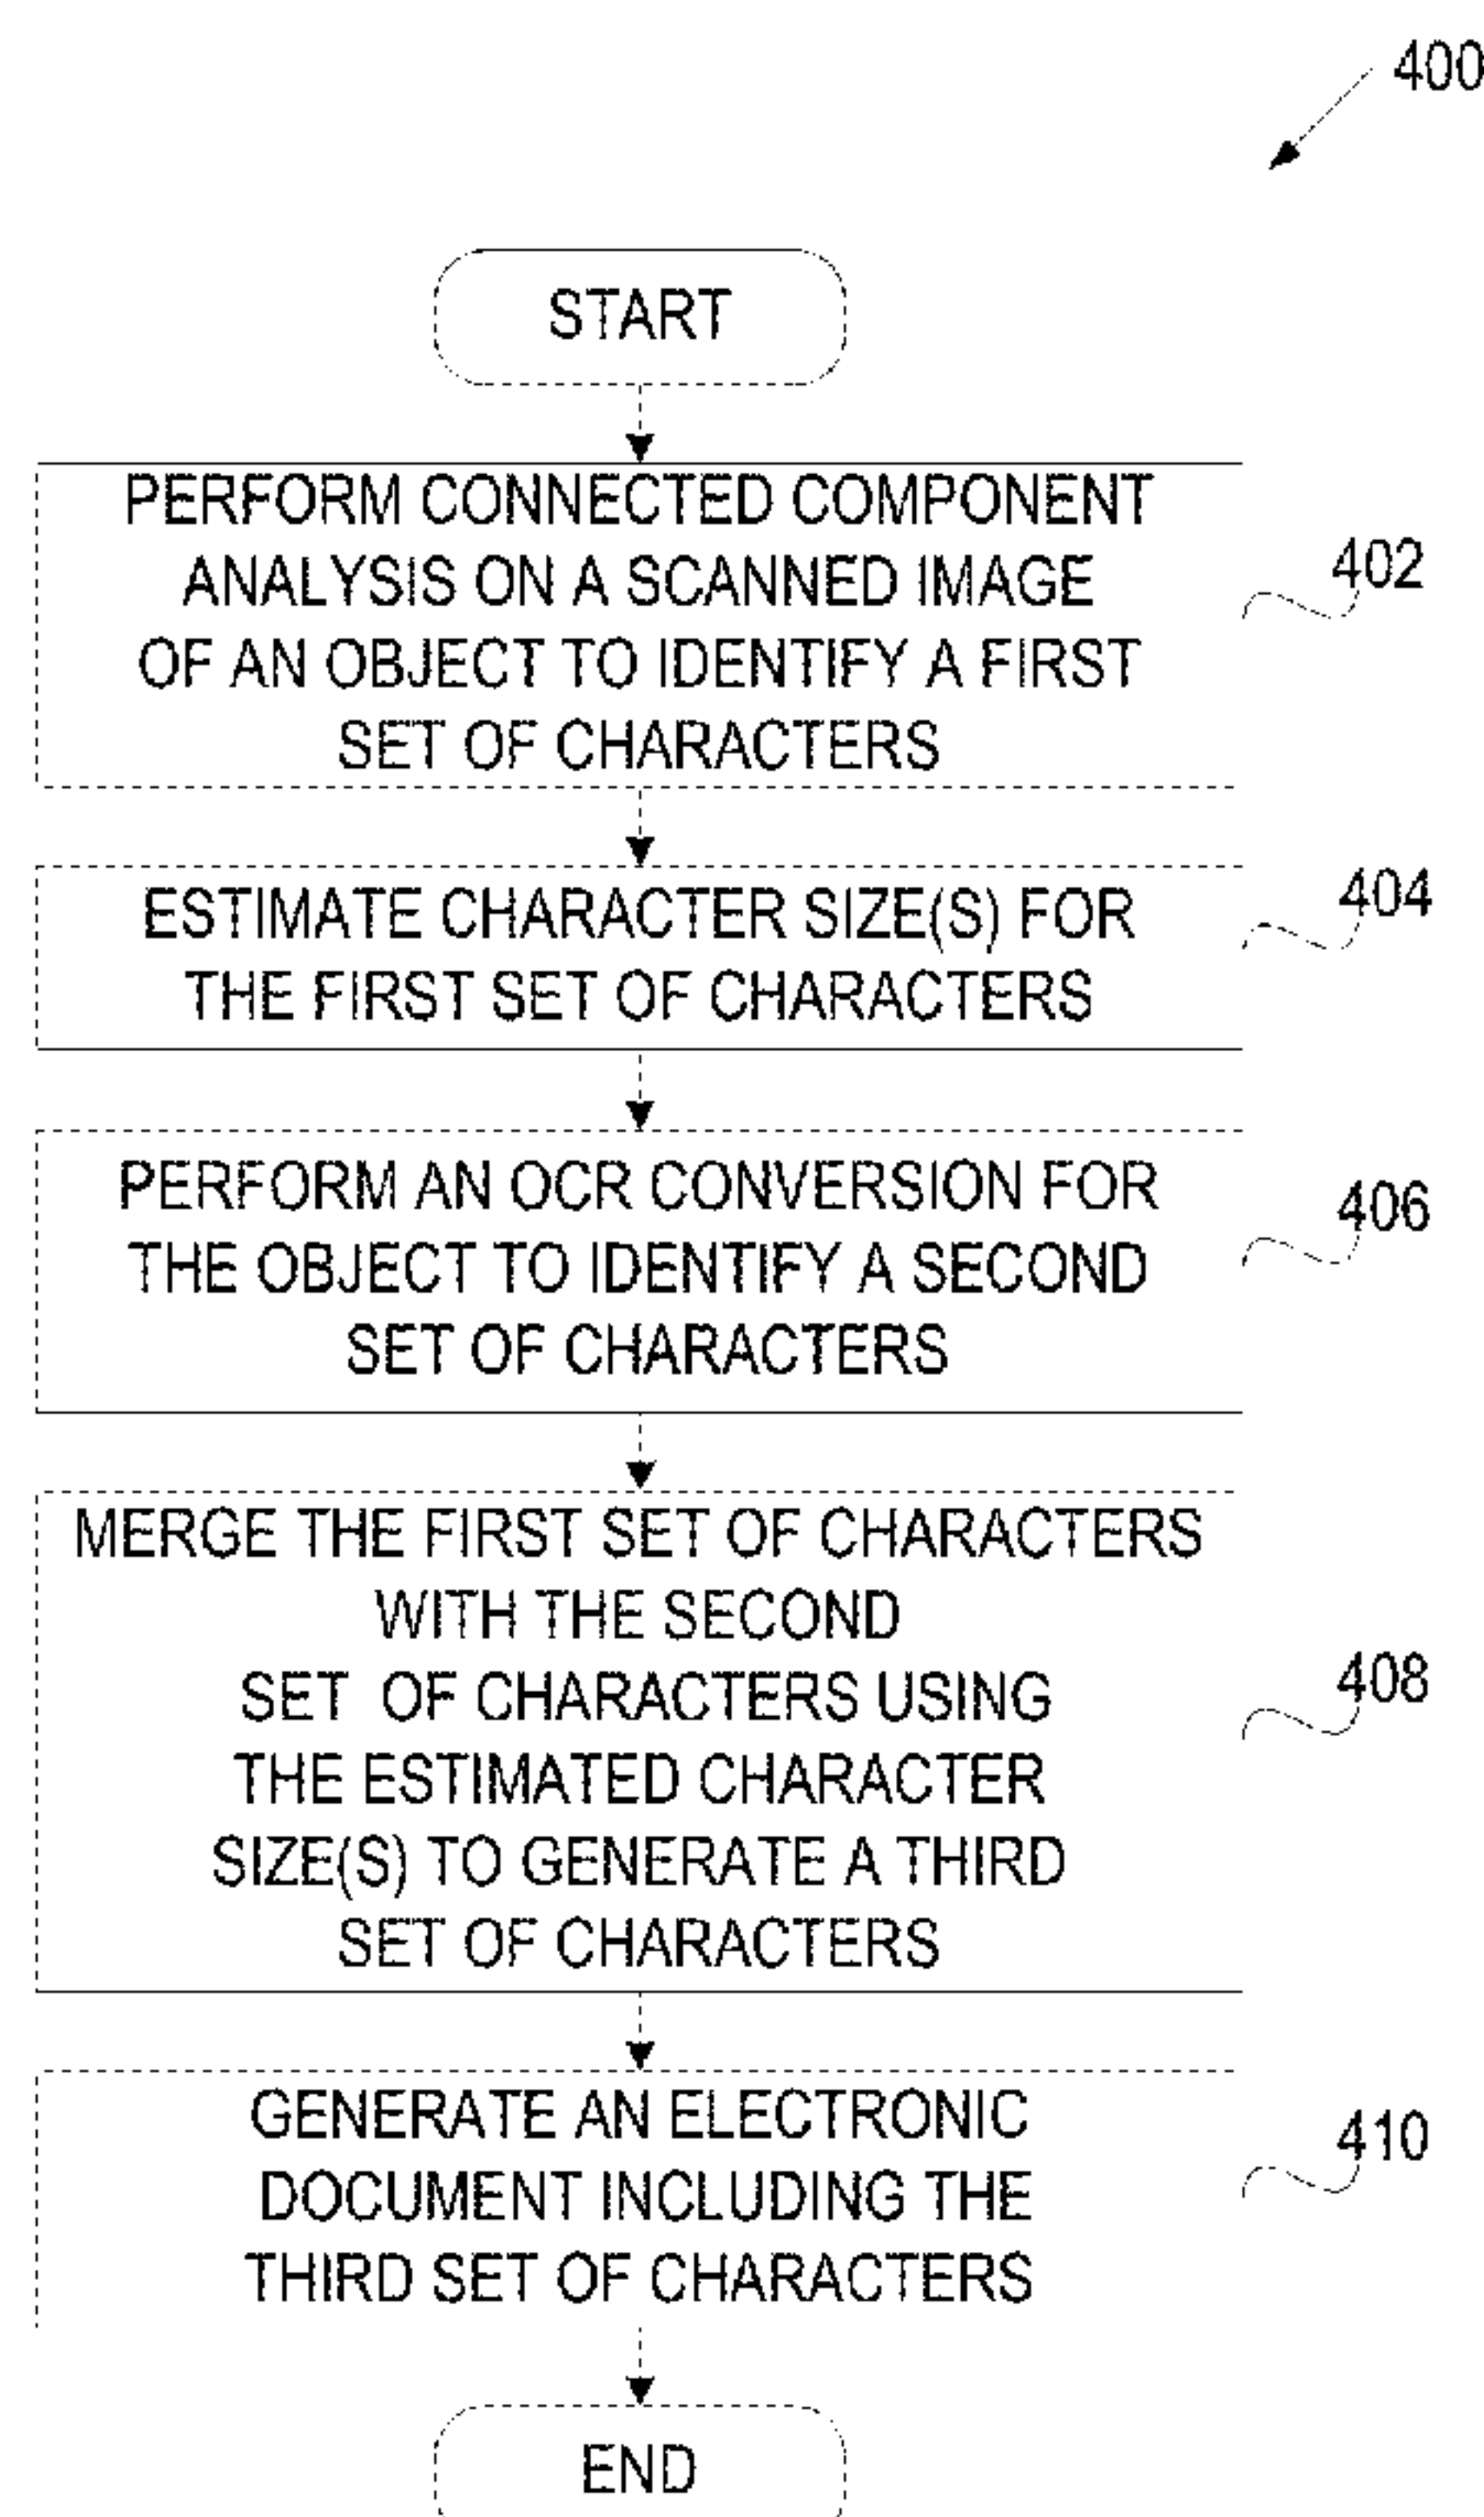 400
START
PERFORM CONNECTED COMPONENT
ANALYSIS ON A SCANNED IMAGE
OF AN OBJECT TO IDENTIFY A FIRST
SET OF CHARACTERS
402
ESTIMATE CHARACTER SIZE(S) FOR
THE FIRST SET OF CHARACTERS
404
PERFORM AN OCR CONVERSION FOR
THE OBJECT TO IDENTIFY A SECOND
SET OF CHARACTERS
406
MERGE THE FIRST SET OF CHARACTERS
WITH THE SECOND
SET OF CHARACTERS USING
THE ESTIMATED CHARACTER
SIZE(S) TO GENERATE A THIRD
SET OF CHARACTERS
408
GENERATE AN ELECTRONIC
DOCUMENT INCLUDING THE
THIRD SET OF CHARACTERS
410
END